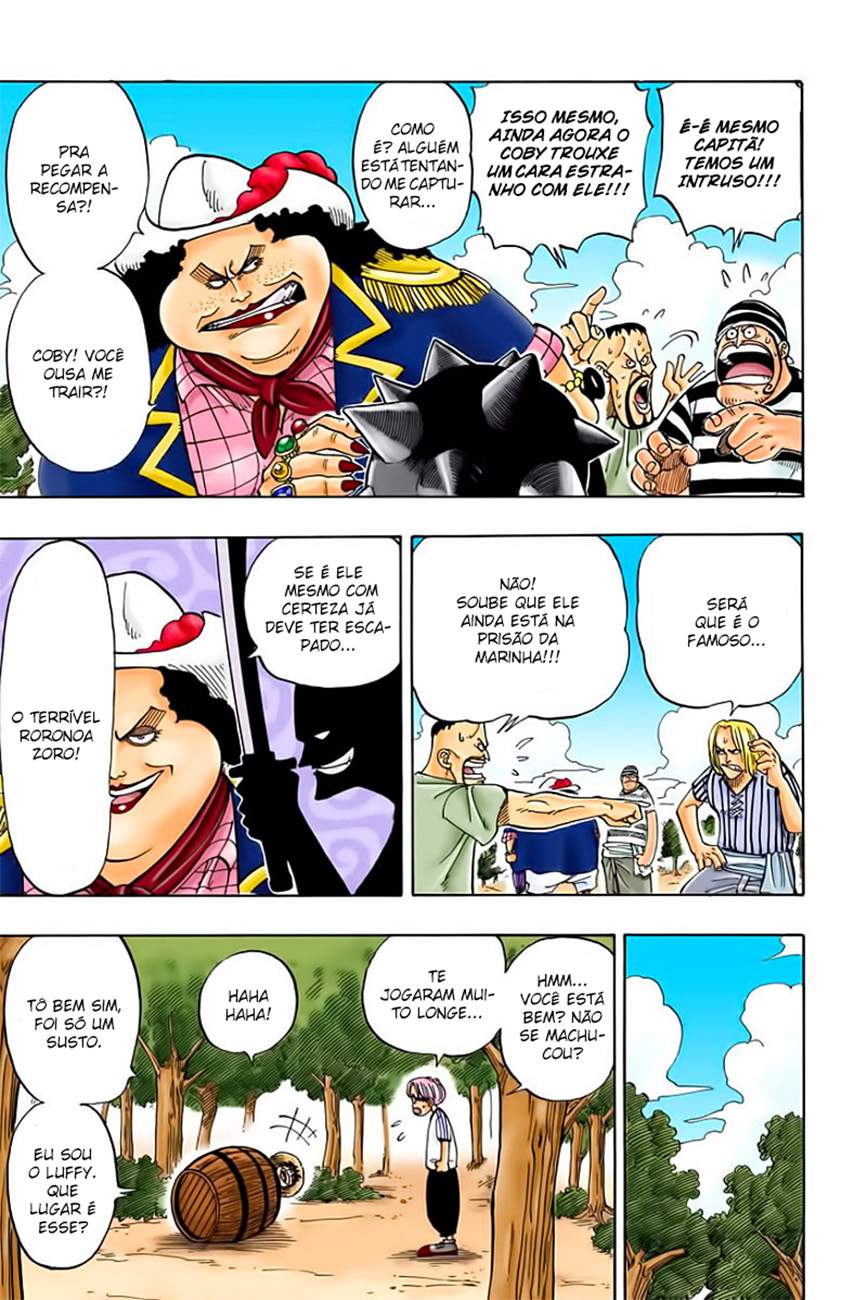 É-É MESMO
CAPITÃ!
TEMOS UM
INTRUSO!!!
ISSO MESMO,
AINDA AGORA O
COBY TROUXE
UM CARA ESTRA-
NHO COM ELE!!!
COMO
É? ALGUÉM
ESTÁ TENTAN-
DO ME CAPTU-
RAR...
PRA
PEGAR A
RECOMPEN-
SA?!
COBY! VOCÊ
OUSA ME
TRAIR?!
SERÁ
QUE É O
FAMOSO...
NÃO!
SOUBE QUE ELE
AINDA ESTÁ NA
PRISÃO DA
MARINHA!!!
SE É ELE
MESMO COM
CERTEZA JÁ
DEVE TER ESCA-
PADO...
O TERRÍVEL
RORONOA
ZORO!
HMM...
VOCÊ ESTÁ
BEM? NÃO
SE MACHU-
COU?
TE
JOGARAM MUI-
TO LONGE...
HAHA
HAHA!
TÔ BEM SIM,
FOI SÓ UM
SUSTO.
EU SOU
O LUFFY.
QUE
LUGAR É
ESSE?